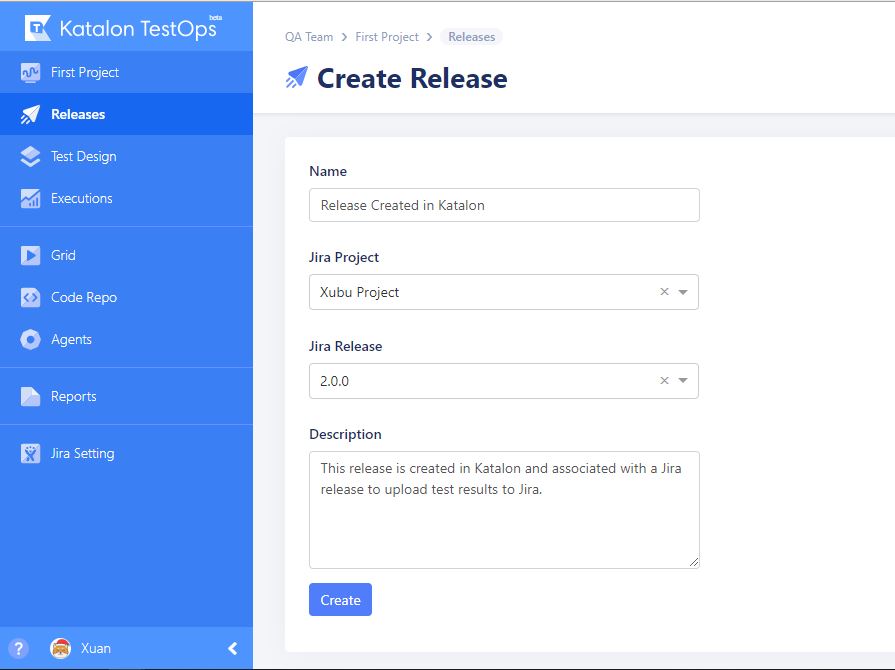 Katalon TestOps beta
First Project
Releases
Test Design
Executions
Grid
Code Repo
Agents
Reports
Jira Setting
?
Xuan
QA Team > First Project > Releases
Create Release
Name
Release Created in Katalon
Jira Project
Xubu Project
Jira Release
2.0.0
Description
This release is created in Katalon and associated with a Jira
release to upload test results to Jira.
Create